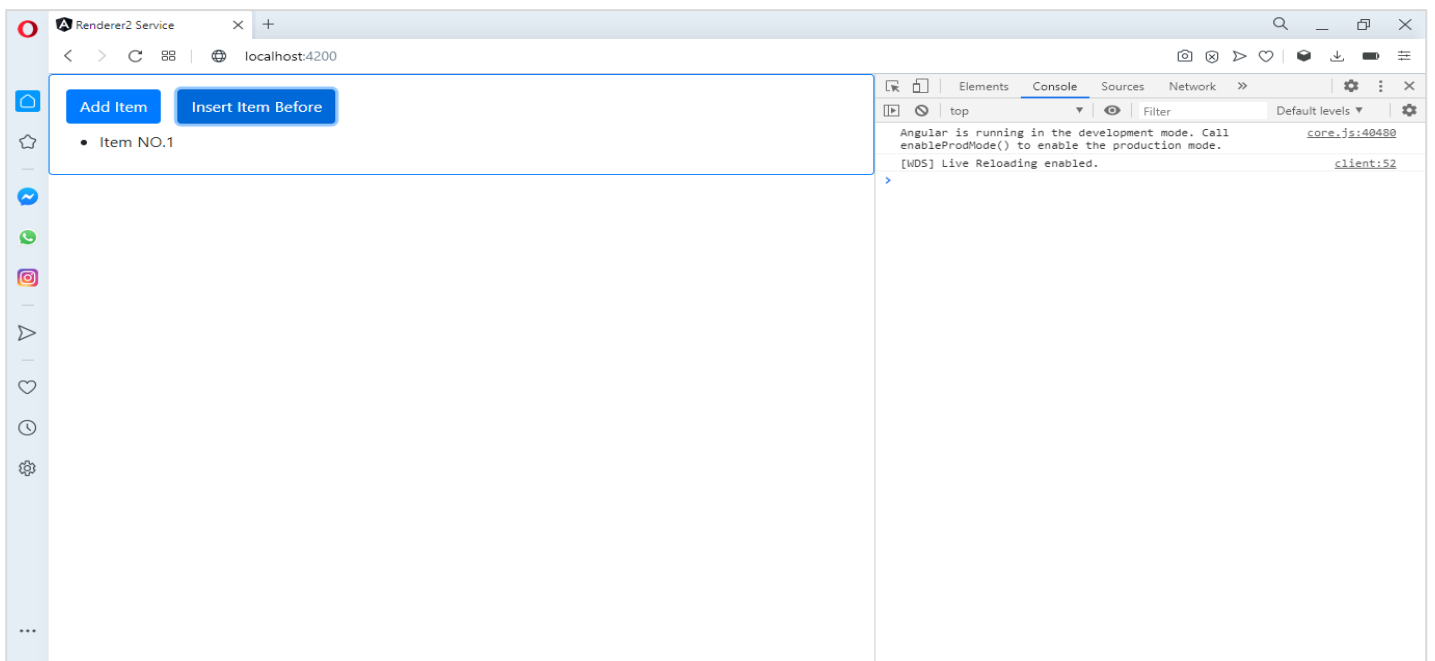 Renderer2 Service
localhost:4200
Elements Console Sources Network »
top Filter Default levels
Add Item Insert Item Before
Item NO.1
Angular is running in the development mode. Call core.js:40480
enableProdMode() to enable the production mode.
[WDS] Live Reloading enabled. client:52